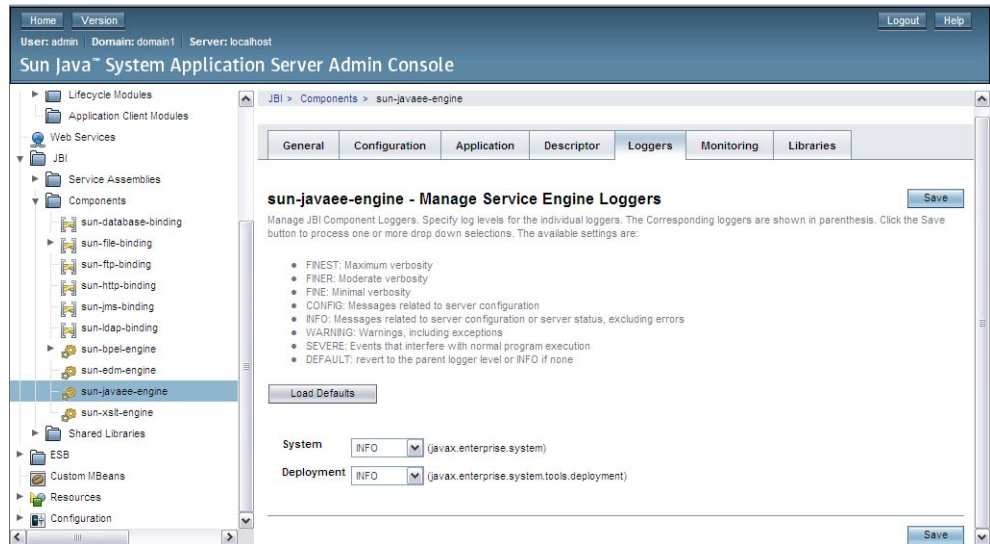 Home Version Logout Help
User: admin Domain: domain1 Server: localhost
Sun Java™ System Application Server Admin Console
Lifecycle Modules
Application Client Modules
Web Services
JBI
Service Assemblies
Components
sun-database-binding
sun-file-binding
sun-ftp-binding
sun-http-binding
sun-jms-binding
sun-ldap-binding
sun-bpel-engine
sun-edm-engine
sun-javaee-engine
sun-xslt-engine
Shared Libraries
ESB
Custom MBeans
Resources
Configuration
JBI > Components > sun-javaee-engine
General Configuration Application Descriptor Loggers Monitoring Libraries
sun-javaee-engine - Manage Service Engine Loggers
Save
Manage JBI Component Loggers. Specify log levels for the individual loggers. The Corresponding loggers are shown in parenthesis. Click the Save
button to process one or more drop down selections. The available settings are:
FINEST: Maximum verbosity
FINER: Moderate verbosity
FINE: Minimal verbosity
CONFIG: Messages related to server configuration
INFO: Messages related to server configuration or server status, excluding errors
WARNING: Warnings, including exceptions
SEVERE: Events that interfere with normal program execution
DEFAULT: revert to the parent logger level or INFO if none
Load Defaults
System INFO (javax.enterprise.system)
Deployment INFO (javax.enterprise.system.tools.deployment)
Save